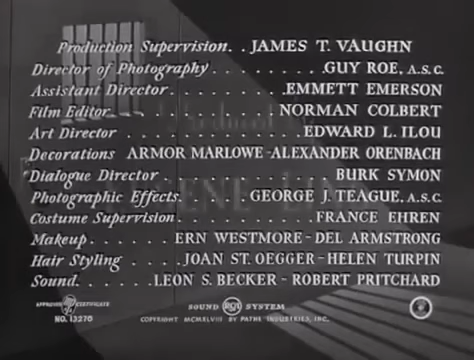 Production Supervision. . JAMES T. VAUGHN
Director of Photography . . . . . . . . . GUY ROE, A.S.C.
Assistant Director. . . . . . . . . . EMMETT EMERSON
Film Editor. . . . . . . . . . . . . NORMAN COLBERT
Art Director . . . . . . . . . . . . . EDWARD L. ILOU
Decorations ARMOR MARLOWE-ALEXANDER ORENBACH
Dialogue Director . . . . . . . . . . . . BURK SYMON
Photographic Effects. . . . . . GEORGE J. TEAGUE, A.S.C.
Costume Supervision. . . . . . . . . . FRANCE EHREN
Makeup. . . . . . ERN WESTMORE-DEL ARMSTRONG
Hair Styling . . . . JOAN ST. OEGGER-HELEN TURPIN
Sound. . . . . LEON S. BECKER-ROBERT PRITCHARD
APPROVED CERTIFICATE
NO. 13270
SOUND RCA SYSTEM
COPYRIGHT MCMXLVIII BY PATHE INDUSTRIES, INC.